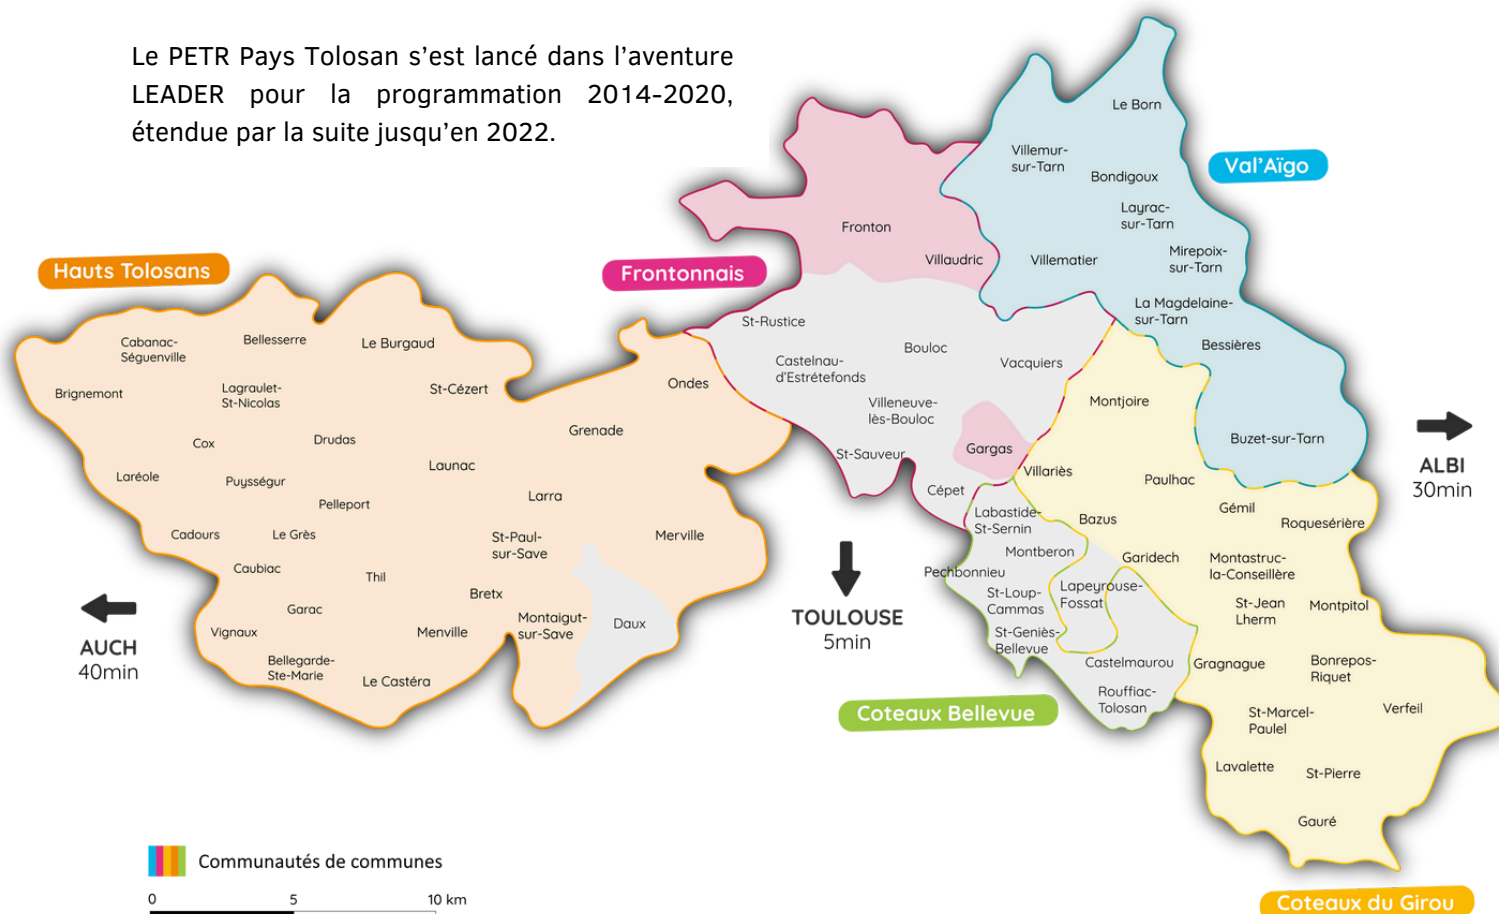 Le PETR Pays Tolosan s’est lancé dans l’aventure
LEADER pour la programmation 2014-2020,
étendue par la suite jusqu’en 2022.
Hauts Tolosans
Frontonnais
Val’Aïgo
Le Born
Villemur-
sur-Tarn
Bondigoux
Layrac-
sur-Tarn
Villematier
Mirepoix-
sur-Tarn
La Magdelaine-
sur-Tarn
Bessières
Buzet-sur-Tarn
Fronton
Villaudric
St-Rustice
Bouloc
Castelnau-
d’Estrétefonds
Vacquiers
Villeneuve-
lès-Bouloc
Gargas
St-Sauveur
Cépet
Cabanac-
Séguenville
Bellesserre
Le Burgaud
Brignemont
Lagraulet-
St-Nicolas
St-Cézert
Ondes
Cox
Drudas
Grenade
Laréole
Puysségur
Launac
Pelleport
Larra
Cadours
Le Grès
St-Paul-
sur-Save
Merville
Caubiac
Thil
Bretx
Garac
Vignaux
Menville
Montaigut-
sur-Save
Daux
Bellegarde-
Ste-Marie
Le Castéra
Labastide-
St-Sernin
Montberon
Pechbonnieu
St-Loup-
Cammas
Lapeyrouse-
Fossat
St-Geniès-
Bellevue
Castelmaurou
Rouffiac-
Tolosan
Montjoire
Villariès
Paulhac
Bazus
Gémil
Roquesérière
Garidech
Montastruc-
la-Conseillère
St-Jean
Lherm
Montpitol
Gragnague
Bonrepos-
Riquet
St-Marcel-
Paulel
Verfeil
Lavalette
St-Pierre
Gauré
AUCH
40min
TOULOUSE
5min
ALBI
30min
Coteaux Bellevue
Coteaux du Girou
Communautés de communes
0 5 10 km